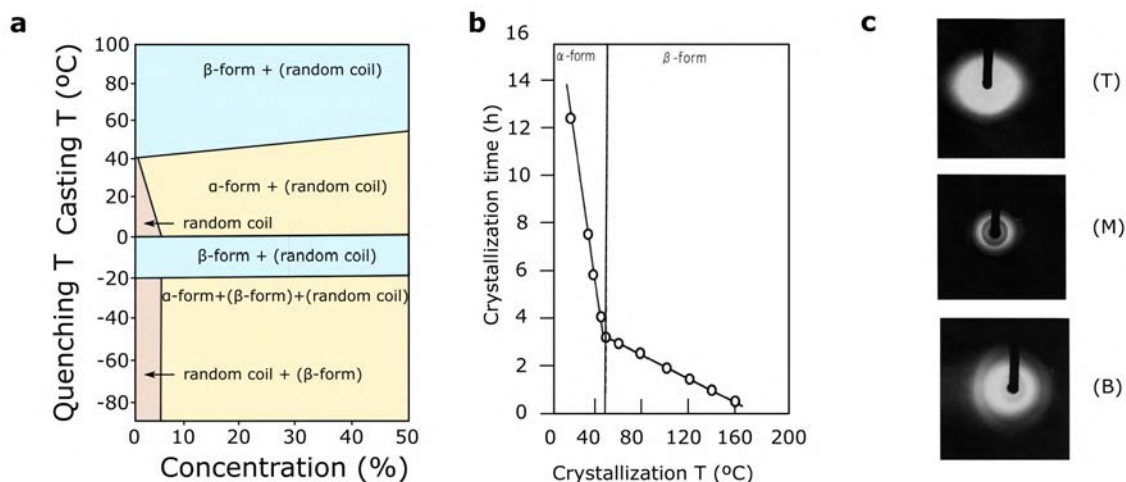 a
Casting T (ºC)
Quenching T
100
80
60
40
20
0
-20
-40
-60
-80
β-form + (random coil)
α-form + (random coil)
random coil
β-form + (random coil)
α-form+(β-form)+(random coil)
random coil + (β-form)
10
20
30
40
50
Concentration (%)
b
Crystallization time (h)
16
14
12
10
8
6
4
2
0
α-form
β-form
0
40
80
120
160
200
Crystallization T (ºC)
c
(T)
(M)
(B)